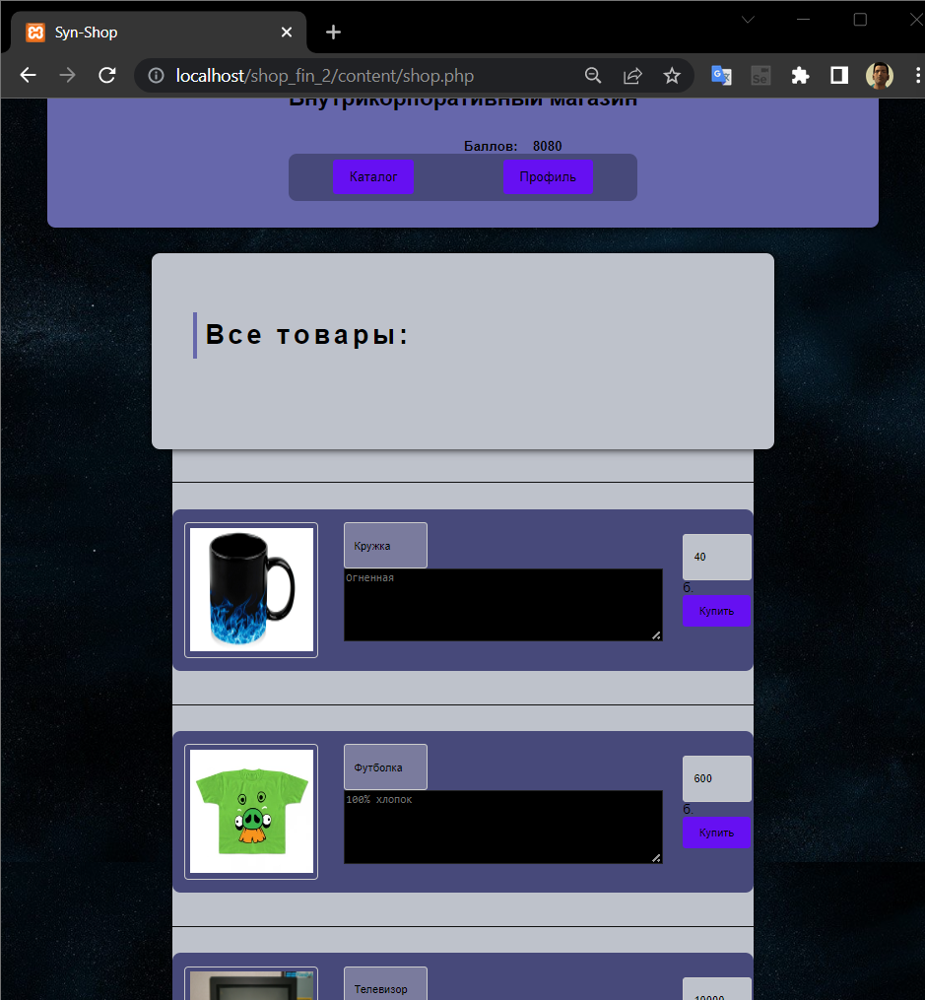 Syn-Shop
localhost/shop_fin_2/content/shop.php
Внутрикорпоративный магазин
Баллов: 8080
Каталог
Профиль
Все товары:
Кружка
Огненная
40
б.
Купить
Футболка
100% хлопок
600
б.
Купить
Телевизор
10000